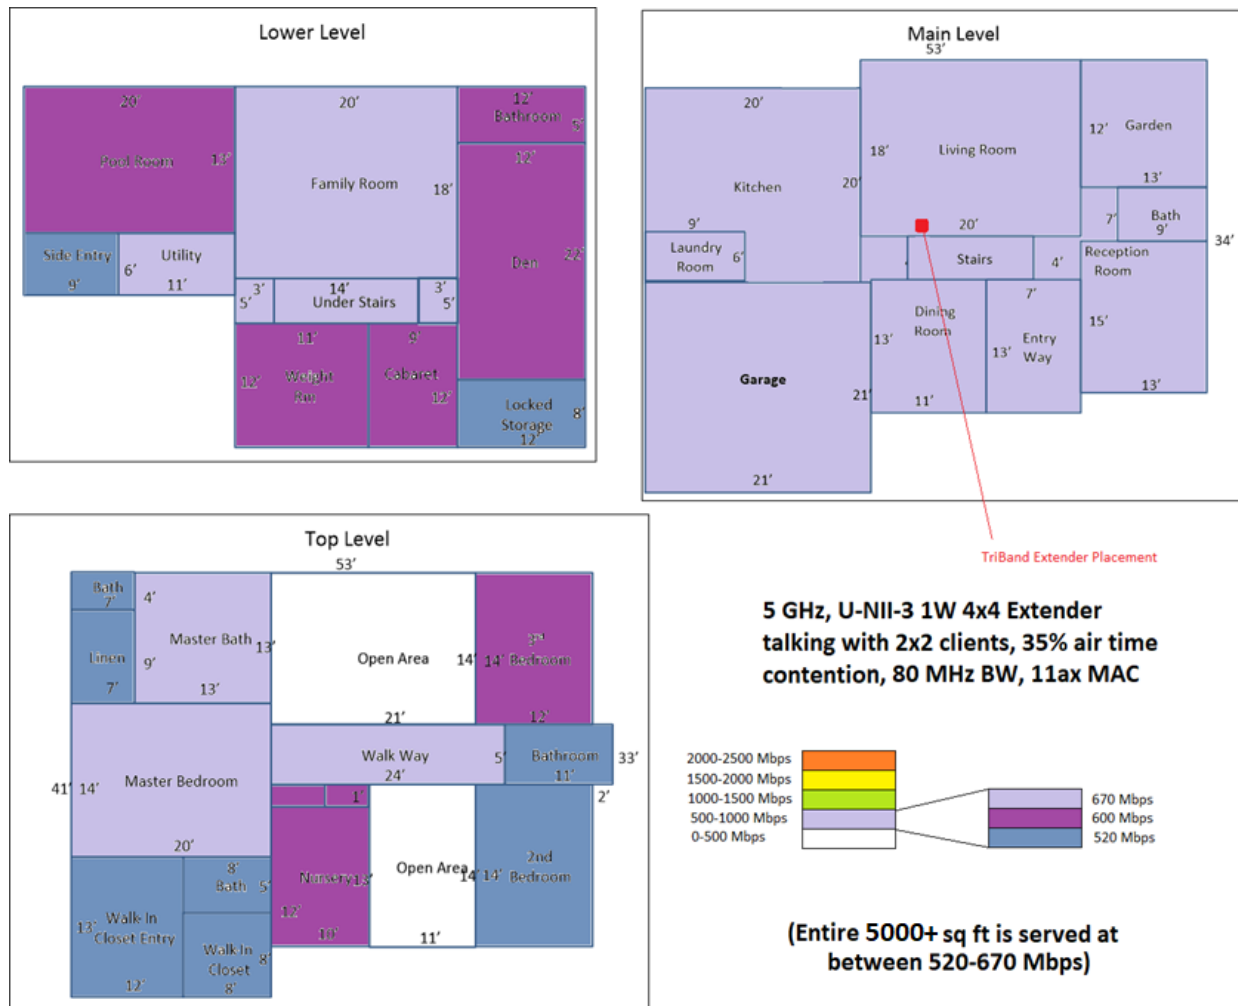 Lower Level
20'
Pool Room
13'
20'
Family Room
18'
12'
Bathroom
5'
12'
Den
22'
Side Entry
9'
6'
Utility
11'
3'
5'
14'
Under Stairs
3'
5'
11'
Weight
Rm
12'
9'
Cabaret
12'
Locked
Storage
8'
12'
Main Level
53'
20'
Kitchen
20'
18'
Living Room
20'
12'
Garden
13'
7'
Bath
9'
34'
9'
Laundry
Room
6'
Stairs
4'
Reception
Room
15'
13'
Dining
Room
13'
11'
7'
13'
Entry
Way
Garage
21'
21'
TriBand Extender Placement
Top Level
53'
Bath
7'
4'
Linen
9'
7'
Master Bath
13'
13'
Open Area
14'
21'
14'
Bedroom
12'
Walk Way
5'
24'
Bathroom
11'
33'
2'
41'
14'
Master Bedroom
20'
1'
Nursery
13'
12'
10'
Open Area
14'
11'
14'
2nd
Bedroom
8'
Bath
5'
13'
Walk In
Closet Entry
12'
Walk In
Closet
8'
8'
5 GHz, U-NII-3 1W 4x4 Extender
talking with 2x2 clients, 35% air time
contention, 80 MHz BW, 11ax MAC
2000-2500 Mbps
1500-2000 Mbps
1000-1500 Mbps
500-1000 Mbps
0-500 Mbps
670 Mbps
600 Mbps
520 Mbps
(Entire 5000+ sq ft is served at
between 520-670 Mbps)